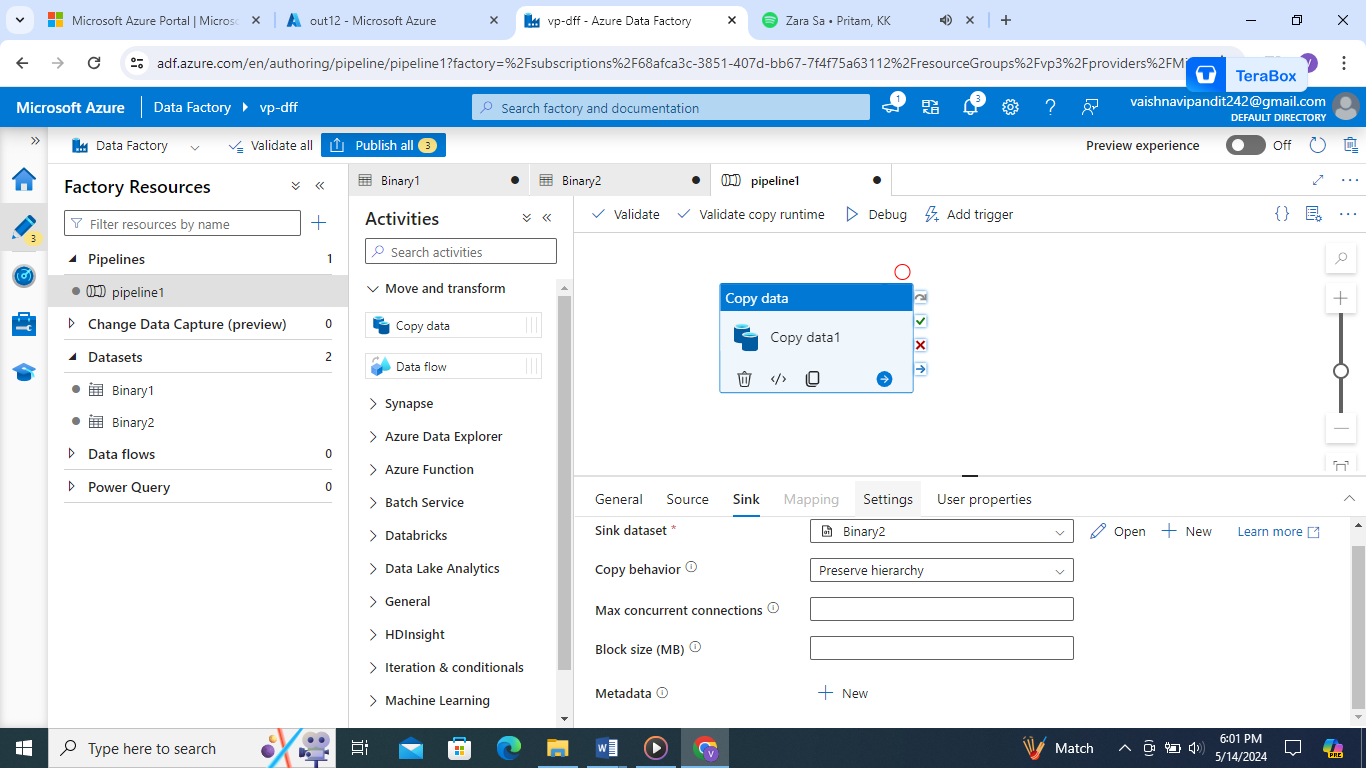 Microsoft Azure Portal | Micros
out12 - Microsoft Azure
vp-dff - Azure Data Factory
Zara Sa • Pritam, KK
adf.azure.com/en/authoring/pipeline/pipeline1?factory=%2Fsubscriptions%2F68afca3c-3851-407d-bb67-7f4f75a63112%2FresourceGroups%2Fvp3%2Fproviders%2FMi
TeraBox
Microsoft Azure
Data Factory
vp-dff
Search factory and documentation
1
3
vaishnavipandit242@gmail.com
DEFAULT DIRECTORY
Data Factory
Validate all
Publish all 3
Preview experience
Off
3
Factory Resources
Filter resources by name
Pipelines 1
pipeline1
Change Data Capture (preview) 0
Datasets 2
Binary1
Binary2
Data flows 0
Power Query 0
Binary1
Binary2
pipeline1
Activities
Search activities
Move and transform
Copy data
Data flow
Synapse
Azure Data Explorer
Azure Function
Batch Service
Databricks
Data Lake Analytics
General
HDInsight
Iteration & conditionals
Machine Learning
Validate
Validate copy runtime
Debug
Add trigger
Copy data
Copy data1
General
Source
Sink
Mapping
Settings
User properties
Sink dataset *
Binary2
Open
New
Learn more
Copy behavior
Preserve hierarchy
Max concurrent connections
Block size (MB)
Metadata
New
Type here to search
Match
6:01 PM
5/14/2024
PRE